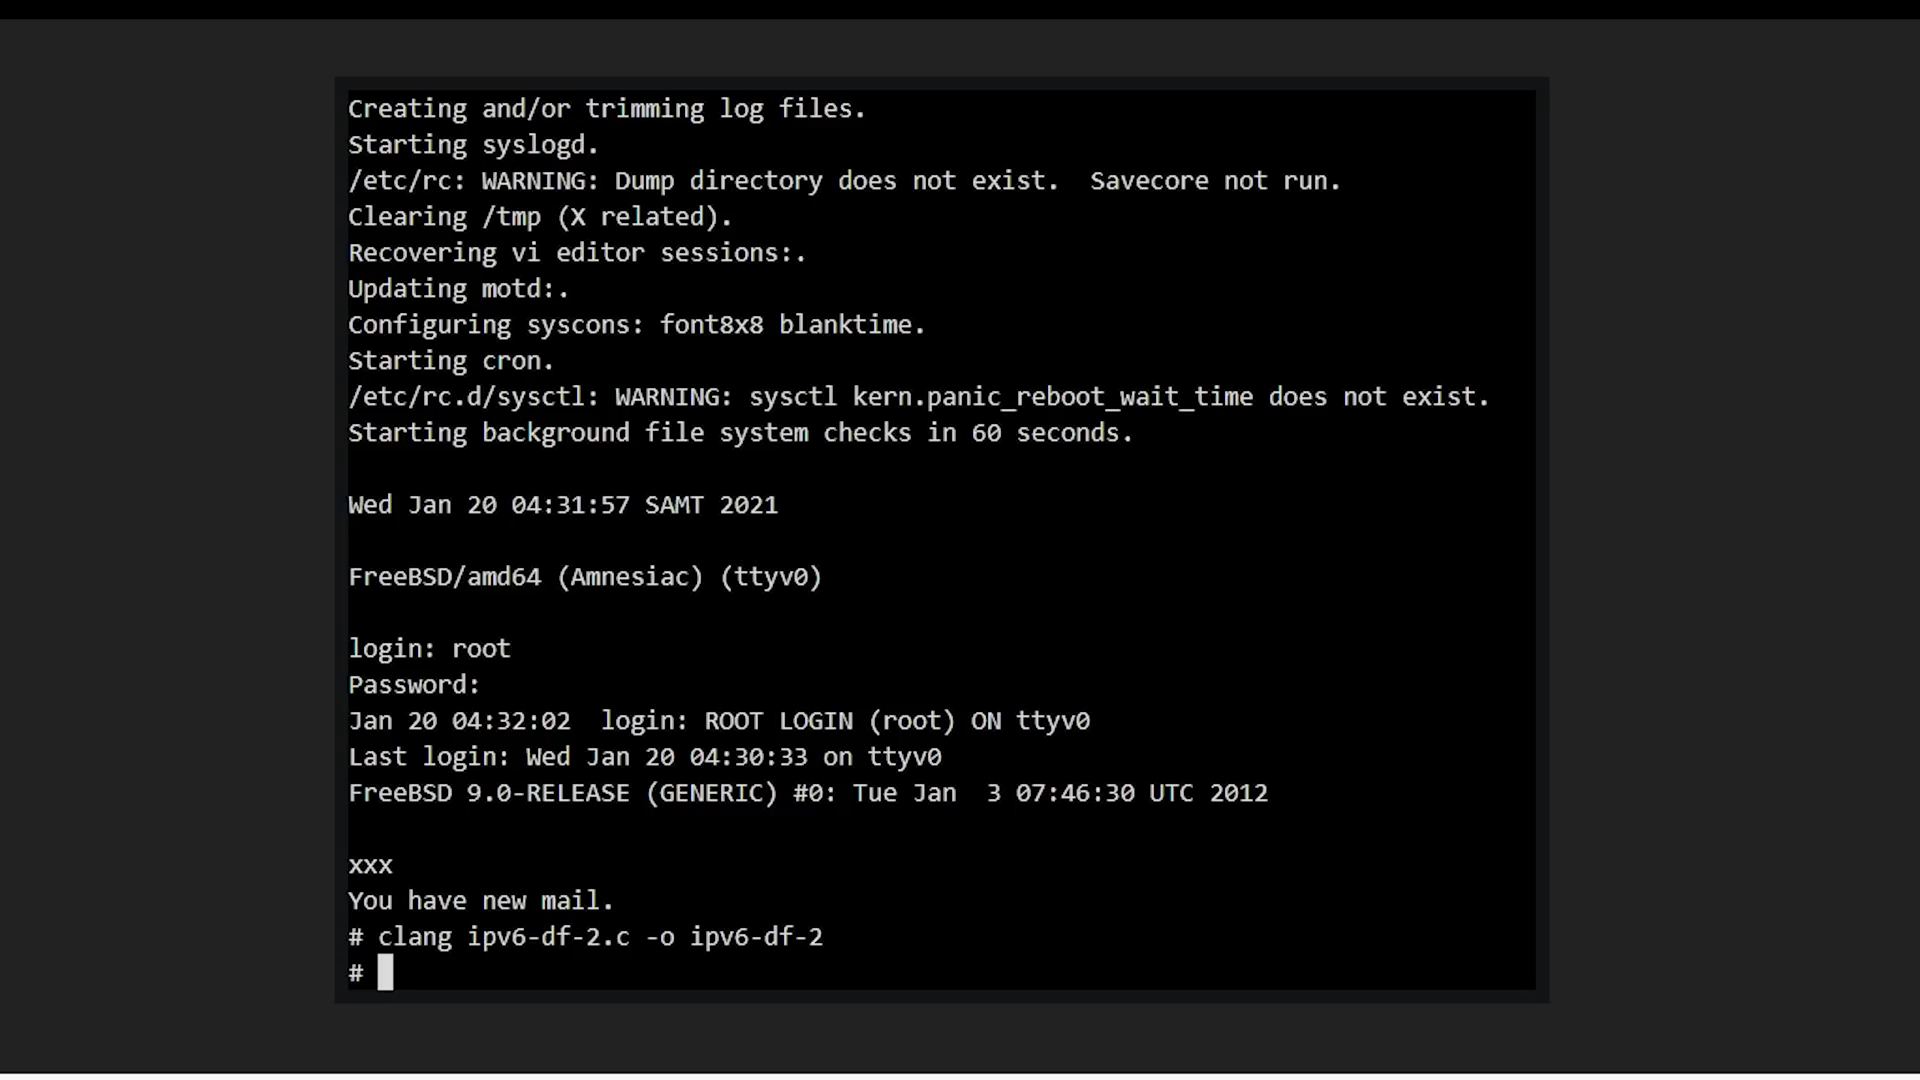 Creating and/or trimming log files.
Starting syslogd.
/etc/rc: WARNING: Dump directory does not exist.  Savecore not run.
Clearing /tmp (X related).
Recovering vi editor sessions:.
Updating motd:.
Configuring syscons: font8x8 blanktime.
Starting cron.
/etc/rc.d/sysctl: WARNING: sysctl kern.panic_reboot_wait_time does not exist.
Starting background file system checks in 60 seconds.
Wed Jan 20 04:31:57 SAMT 2021
FreeBSD/amd64 (Amnesiac) (ttyv0)
login: root
Password:
Jan 20 04:32:02  login: ROOT LOGIN (root) ON ttyv0
Last login: Wed Jan 20 04:30:33 on ttyv0
FreeBSD 9.0-RELEASE (GENERIC) #0: Tue Jan  3 07:46:30 UTC 2012
xxx
You have new mail.
# clang ipv6-df-2.c -o ipv6-df-2
#